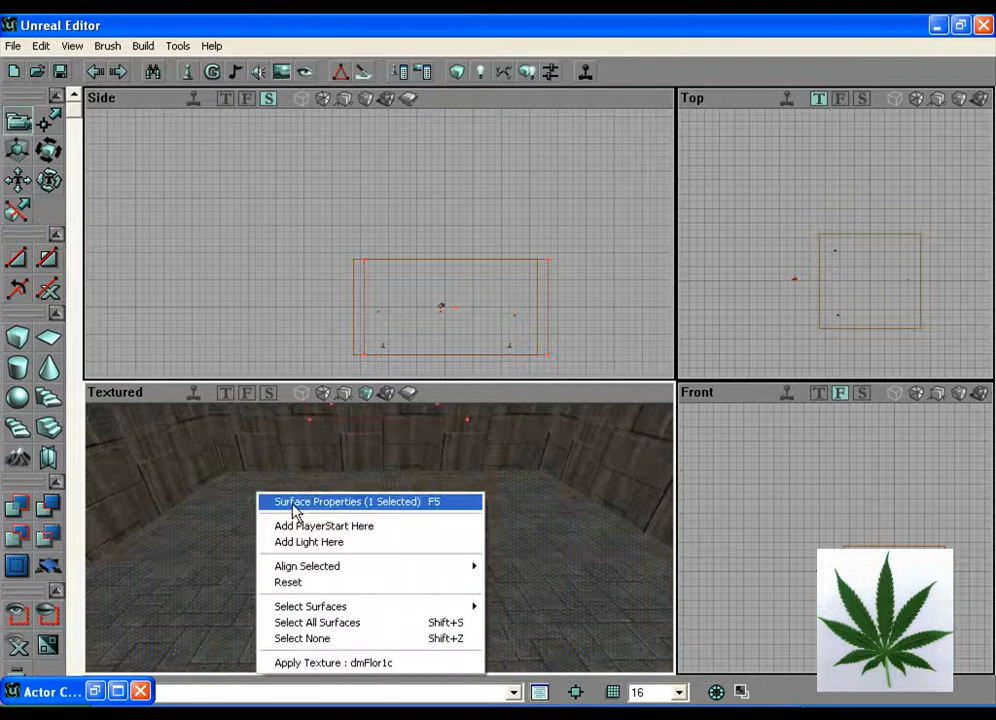 Unreal Editor
File Edit View Brush Build Tools Help
Side T F S
Top T F S
Textured T F S
Front T F S
Surface Properties (1 Selected) F5
Add PlayerStart Here
Add Light Here
Align Selected
Reset
Select Surfaces
Select All Surfaces Shift+S
Select None Shift+Z
Apply Texture : dmFlor1c
Actor C...
16